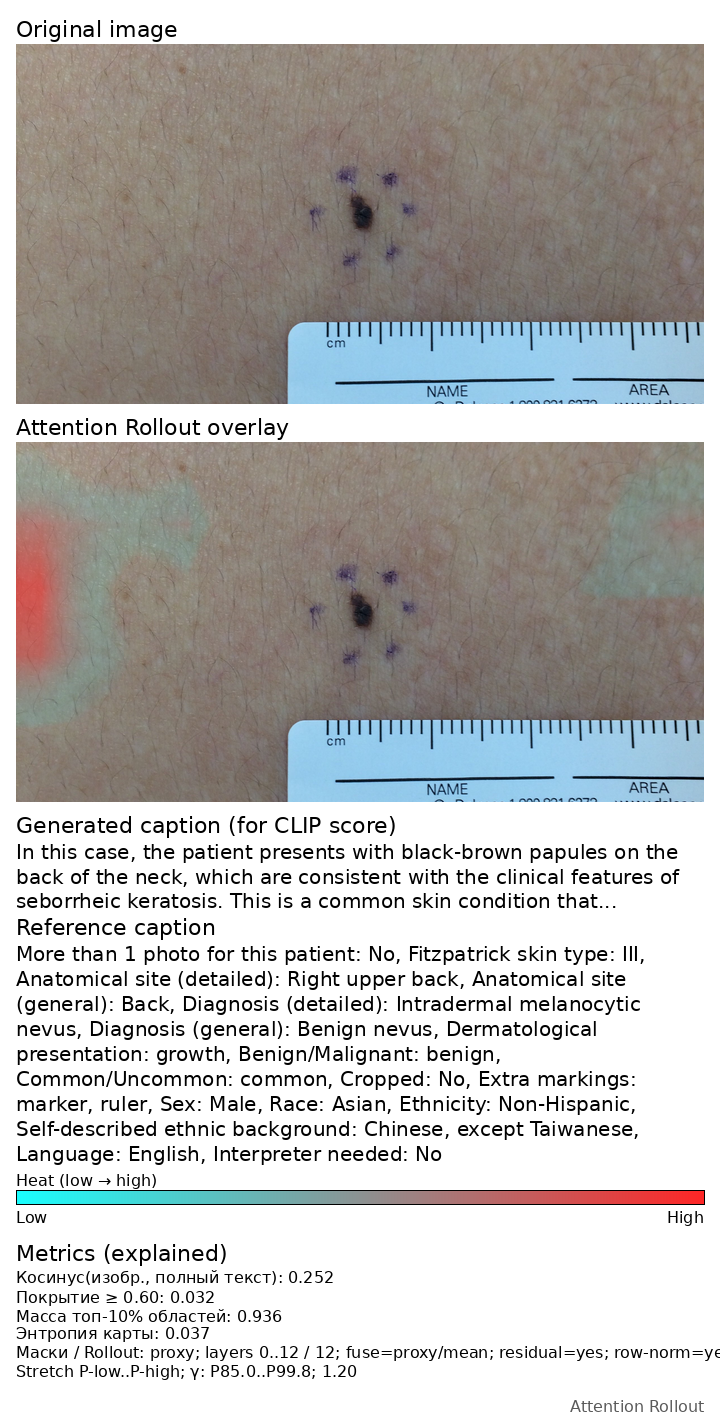 Original image
cm
NAME
AREA
Attention Rollout overlay
cm
NAME
AREA
Generated caption (for CLIP score)
In this case, the patient presents with black-brown papules on the
back of the neck, which are consistent with the clinical features of
seborrheic keratosis. This is a common skin condition that...
Reference caption
More than 1 photo for this patient: No, Fitzpatrick skin type: III,
Anatomical site (detailed): Right upper back, Anatomical site
(general): Back, Diagnosis (detailed): Intradermal melanocytic
nevus, Diagnosis (general): Benign nevus, Dermatological
presentation: growth, Benign/Malignant: benign,
Common/Uncommon: common, Cropped: No, Extra markings:
marker, ruler, Sex: Male, Race: Asian, Ethnicity: Non-Hispanic,
Self-described ethnic background: Chinese, except Taiwanese,
Language: English, Interpreter needed: No
Heat (low → high)
Low
High
Metrics (explained)
Косинус(изобр., полный текст): 0.252
Покрытие ≥ 0.60: 0.032
Масса топ-10% областей: 0.936
Энтропия карты: 0.037
Маски / Rollout: proxy; layers 0..12 / 12; fuse=proxy/mean; residual=yes; row-norm=ye
Stretch P-low..P-high; γ: P85.0..P99.8; 1.20
Attention Rollout